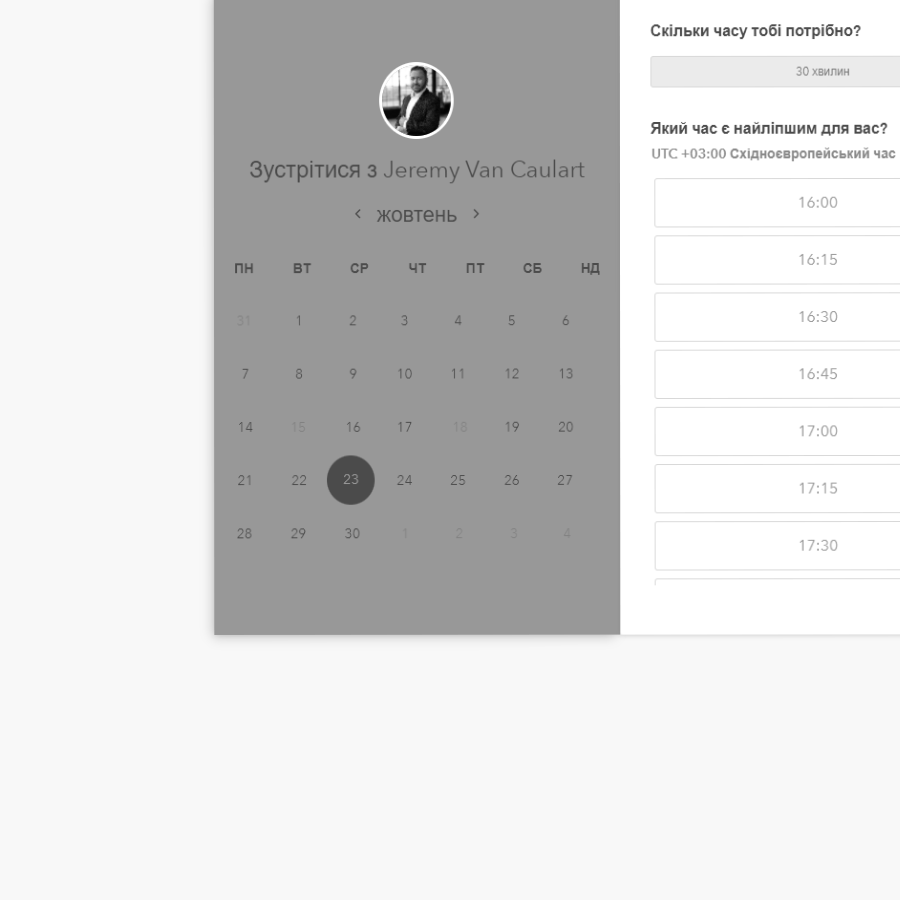 Зустрітися з Jeremy Van Caulart
жовтень
ПН ВТ СР ЧТ ПТ СБ НД
31 1 2 3 4 5 6
7 8 9 10 11 12 13
14 15 16 17 18 19 20
21 22 23 24 25 26 27
28 29 30 1 2 3 4
Скільки часу тобі потрібно?
30 хвилин
Який час є найліпшим для вас?
UTC +03:00 Східноєвропейський час
16:00
16:15
16:30
16:45
17:00
17:15
17:30